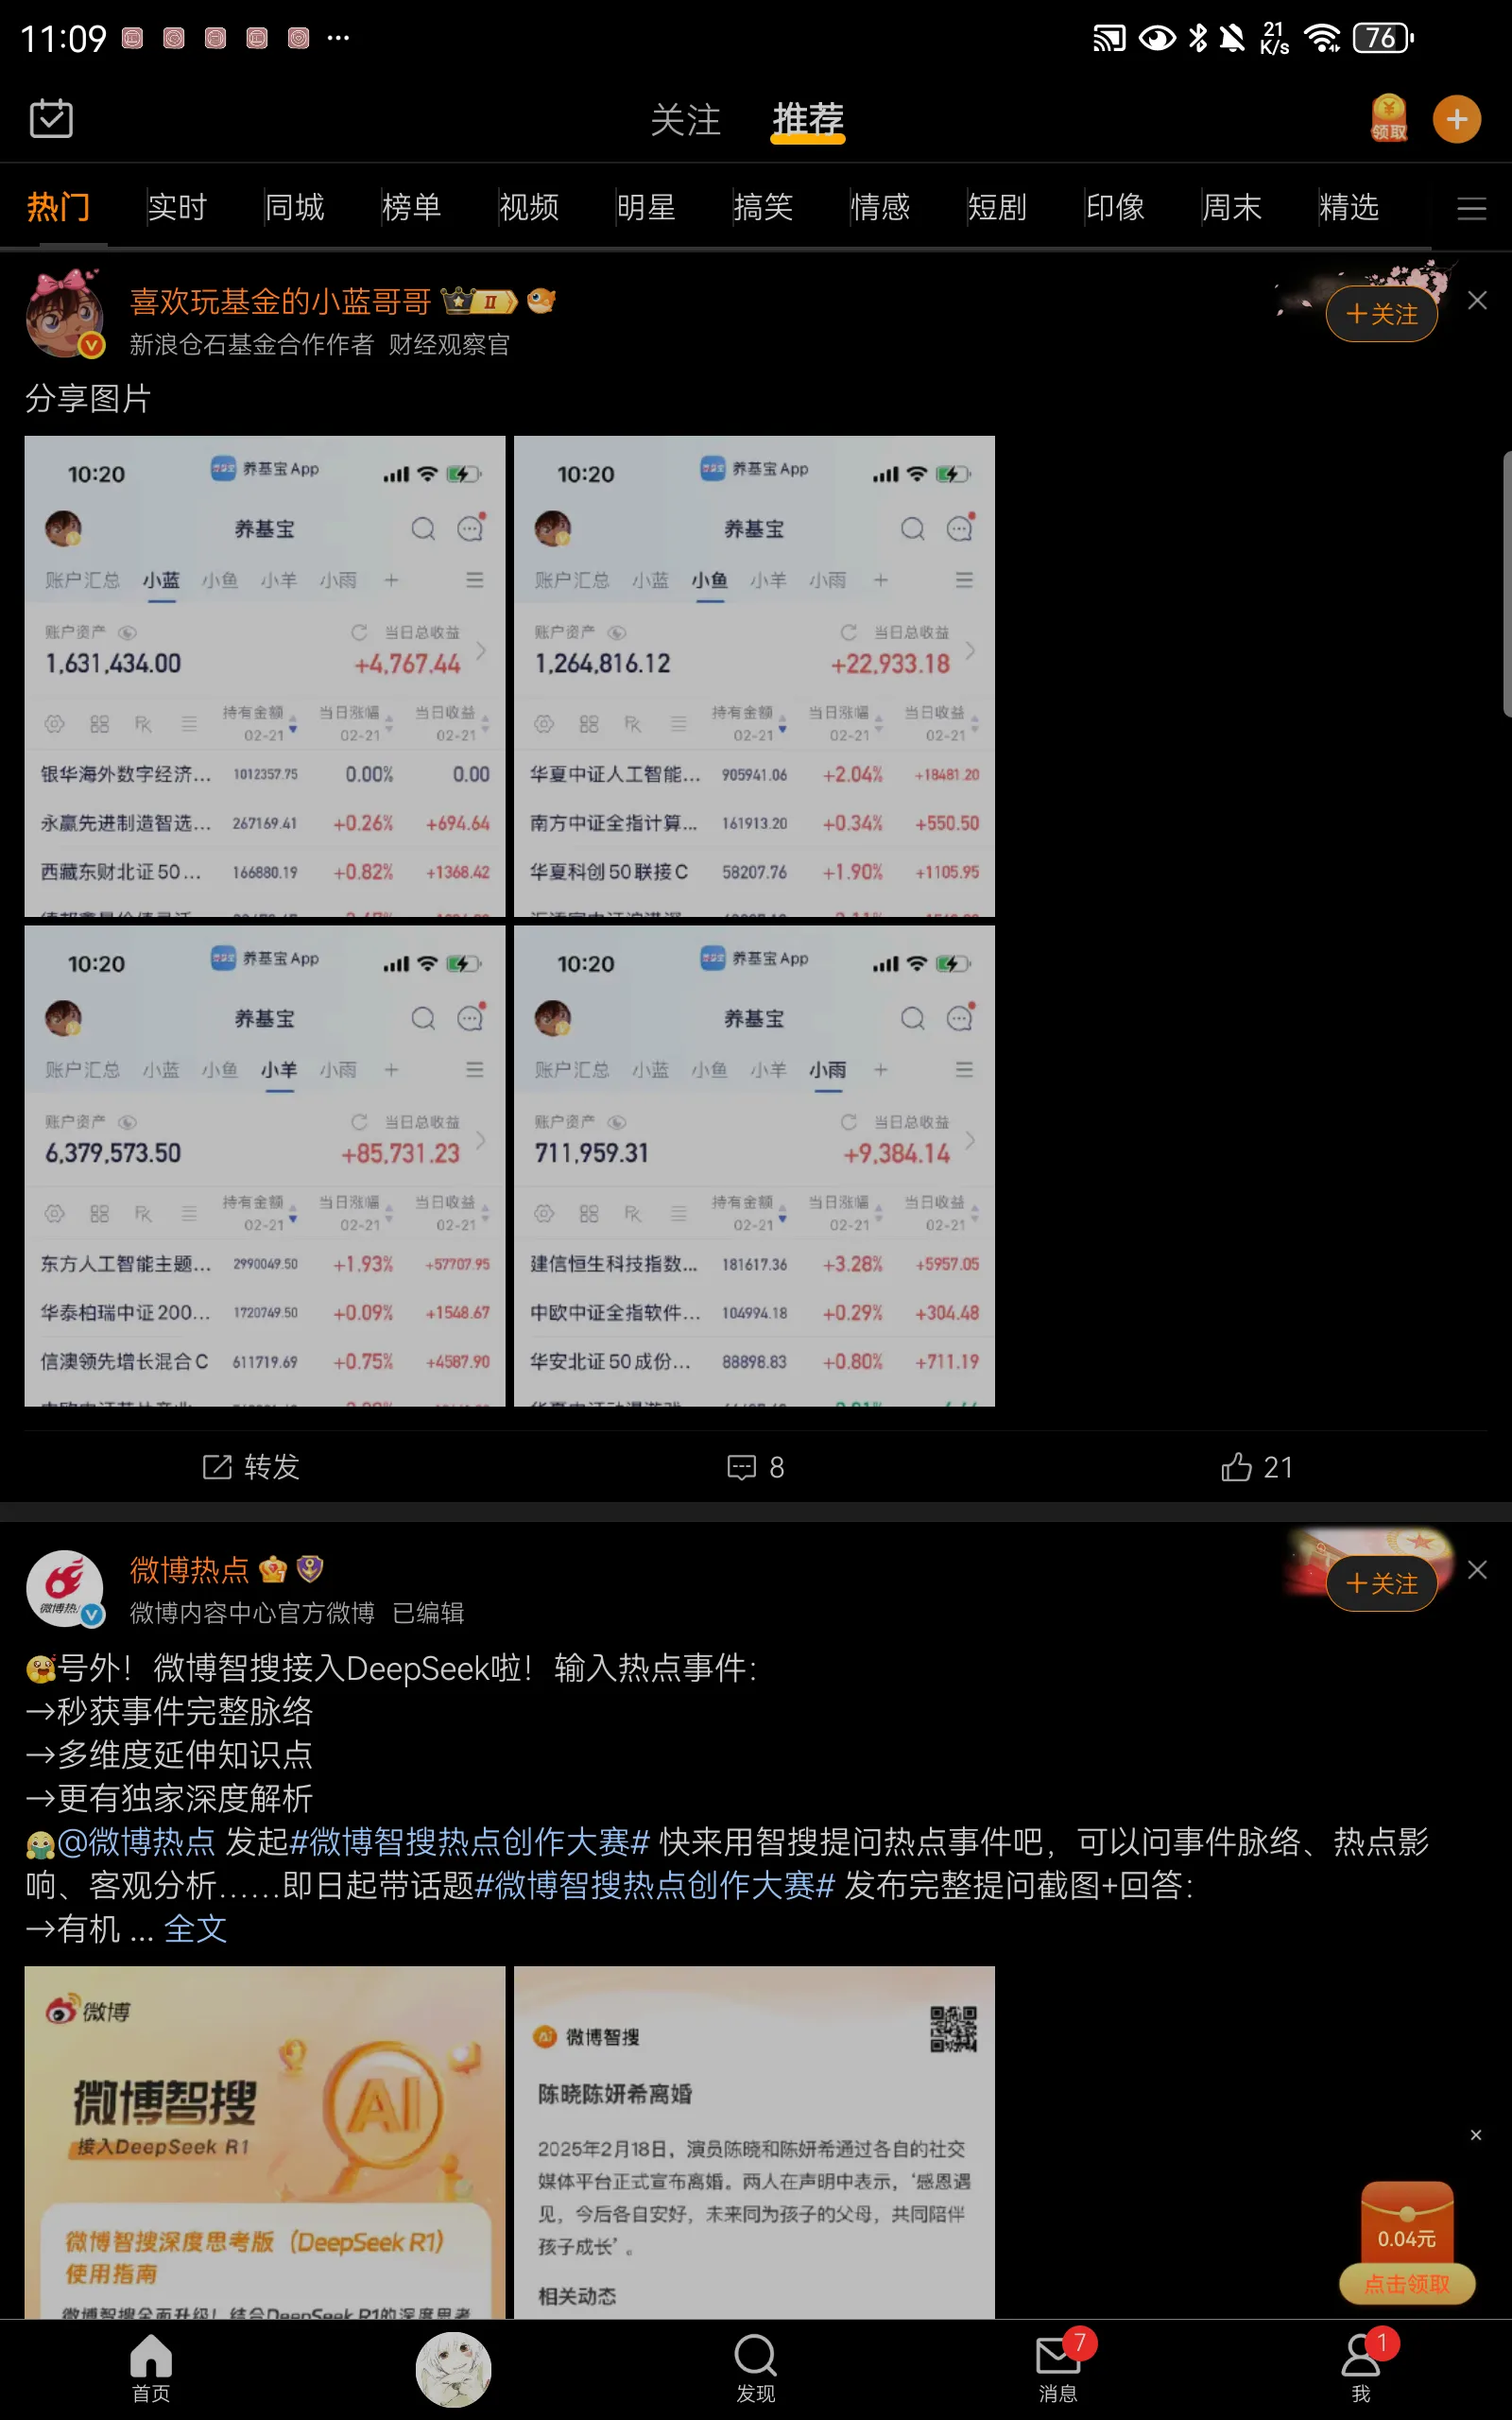 11:09
21
K/s
76
关注
推荐
领取
热门
实时
同城
榜单
视频
明星
搞笑
情感
短剧
印像
周末
精选
喜欢玩基金的小蓝哥哥
II
新浪仓石基金合作作者 财经观察官
+关注
分享图片
10:20
养基宝App
养基宝
账户汇总 小蓝 小鱼 小羊 小雨 +
账户资产
当日总收益
1,631,434.00
+4,767.44
持有金额 当日涨幅 当日收益
02-21 02-21 02-21
银华海外数字经济... 1012357.75 0.00% 0.00
永赢先进制造智选... 267169.41 +0.26% +694.64
西藏东财北证50... 166880.19 +0.82% +1368.42
10:20
养基宝App
养基宝
账户汇总 小蓝 小鱼 小羊 小雨 +
账户资产
当日总收益
1,264,816.12
+22,933.18
持有金额 当日涨幅 当日收益
02-21 02-21 02-21
华夏中证人工智能... 905941.06 +2.04% +18481.20
南方中证全指计算... 161913.20 +0.34% +550.50
华夏科创50联接C 58207.76 +1.90% +1105.95
10:20
养基宝App
养基宝
账户汇总 小蓝 小鱼 小羊 小雨 +
账户资产
当日总收益
6,379,573.50
+85,731.23
持有金额 当日涨幅 当日收益
02-21 02-21 02-21
东方人工智能主题... 2990049.50 +1.93% +57707.95
华泰柏瑞中证200... 1720749.50 +0.09% +1548.67
信澳领先增长混合C 611719.69 +0.75% +4587.90
10:20
养基宝App
养基宝
账户汇总 小蓝 小鱼 小羊 小雨 +
账户资产
当日总收益
711,959.31
+9,384.14
持有金额 当日涨幅 当日收益
02-21 02-21 02-21
建信恒生科技指数... 181617.36 +3.28% +5957.05
中欧中证全指软件... 104994.18 +0.29% +304.48
华安北证50成份... 88898.83 +0.80% +711.19
转发
8
21
微博热点
微博内容中心官方微博 已编辑
+关注
号外！微博智搜接入DeepSeek啦！输入热点事件：
→秒获事件完整脉络
→多维度延伸知识点
→更有独家深度解析
@微博热点 发起#微博智搜热点创作大赛# 快来用智搜提问热点事件吧，可以问事件脉络、热点影
响、客观分析……即日起带话题#微博智搜热点创作大赛# 发布完整提问截图+回答：
→有机 ... 全文
微博
微博智搜
接入DeepSeek R1
AI
微博智搜深度思考版（DeepSeek R1）
使用指南
微博智搜全面升级！结合DeepSeek R1的深度思考
微博智搜
陈晓陈妍希离婚
2025年2月18日，演员陈晓和陈妍希通过各自的社交
媒体平台正式宣布离婚。两人在声明中表示，‘感恩遇
见，今后各自安好，未来同为孩子的父母，共同陪伴
孩子成长’。
相关动态
0.04元
点击领取
首页
发现
7
消息
1
我